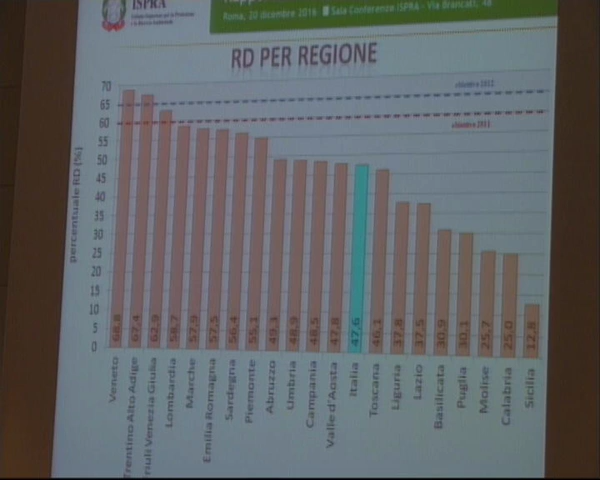 ISPRA
Roma, 20 dicembre 2016 Sala Conferenze ISPRA - Via Brancati, 48
RD PER REGIONE
percentuale RD (%)
70
65
60
55
50
45
40
35
30
25
20
15
10
5
0
obiettivo 2012
obiettivo 2011
68,8
67,4
62,9
58,7
57,9
57,5
56,4
55,1
49,3
48,9
48,5
47,8
47,6
46,1
37,8
37,5
30,9
30,1
25,7
25,0
12,8
Veneto
Trentino Alto Adige
Friuli Venezia Giulia
Lombardia
Marche
Emilia Romagna
Sardegna
Piemonte
Abruzzo
Umbria
Campania
Valle d'Aosta
Italia
Toscana
Liguria
Lazio
Basilicata
Puglia
Molise
Calabria
Sicilia